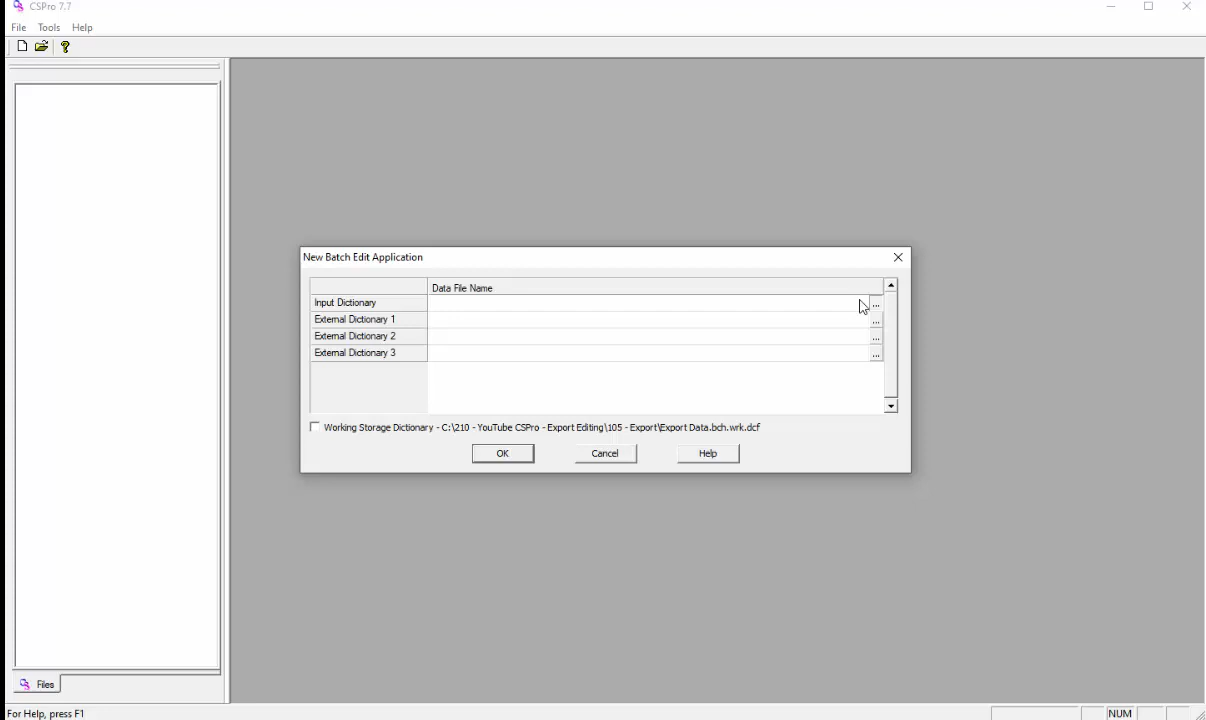 CSPro 7.7
File Tools Help
New Batch Edit Application
Data File Name
Input Dictionary ...
External Dictionary 1 ...
External Dictionary 2 ...
External Dictionary 3 ...
Working Storage Dictionary - C:\210 - YouTube CSPro - Export Editing\105 - Export\Export Data.bch.wrk.dcf
OK Cancel Help
Files
For Help, press F1 NUM